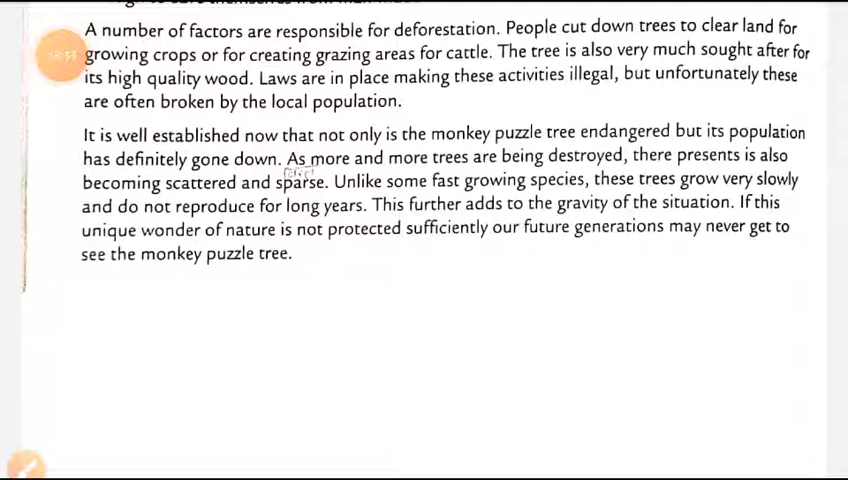 A number of factors are responsible for deforestation. People cut down trees to clear land for
growing crops or for creating grazing areas for cattle. The tree is also very much sought after for
its high quality wood. Laws are in place making these activities illegal, but unfortunately these
are often broken by the local population.
It is well established now that not only is the monkey puzzle tree endangered but its population
has definitely gone down. As more and more trees are being destroyed, there presents is also
becoming scattered and sparse. Unlike some fast growing species, these trees grow very slowly
and do not reproduce for long years. This further adds to the gravity of the situation. If this
unique wonder of nature is not protected sufficiently our future generations may never get to
see the monkey puzzle tree.